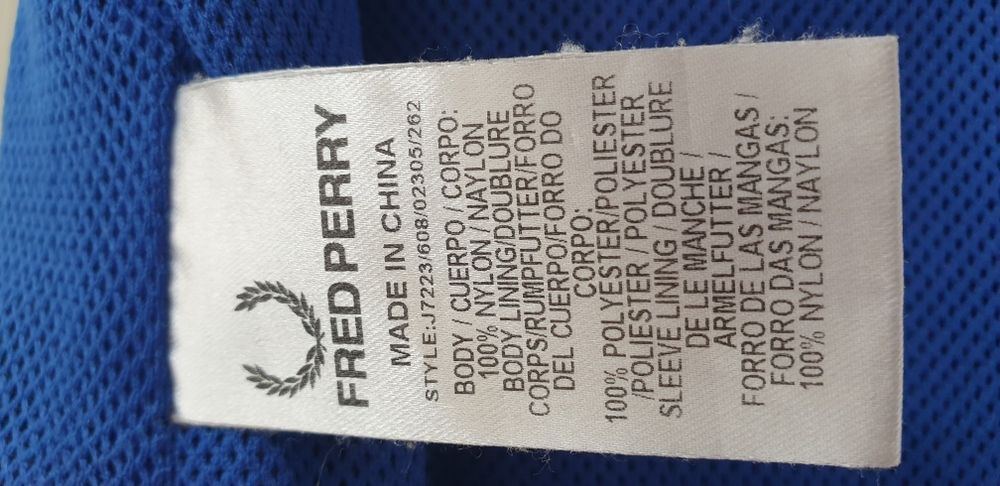 FRED PERRY
MADE IN CHINA
STYLE:J7223/608/02305/262
BODY / CUERPO / CORPO:
100% NYLON / NAYLON
BODY LINING/DOUBLURE
CORPS/RUMPFUTTER/FORRO
DEL CUERPO/FORRO DO
CORPO:
100% POLYESTER/POLIESTER
/POLIESTER / POLYESTER
SLEEVE LINING / DOUBLURE
DE LE MANCHE /
ARMELFUTTER /
FORRO DE LAS MANGAS /
FORRO DAS MANGAS:
100% NYLON / NAYLON